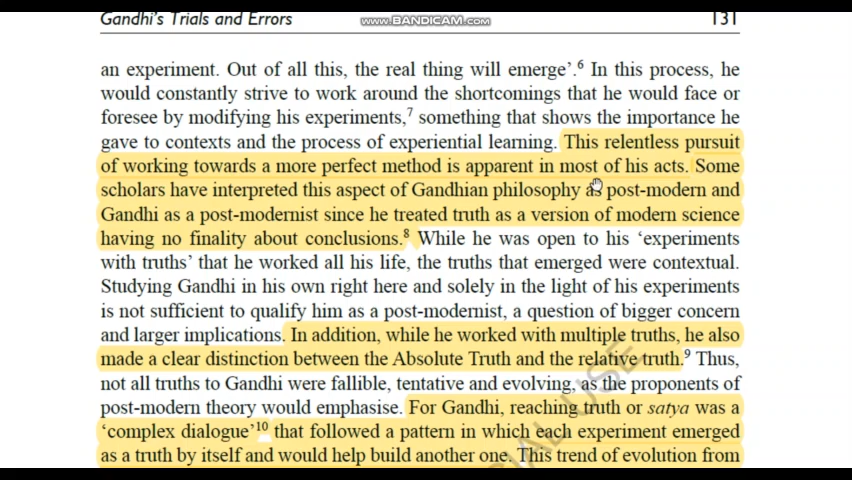 Gandhi's Trials and Errors 131
www.BANDICAM.com
an experiment. Out of all this, the real thing will emerge'.6 In this process, he
would constantly strive to work around the shortcomings that he would face or
foresee by modifying his experiments,7 something that shows the importance he
gave to contexts and the process of experiential learning. This relentless pursuit
of working towards a more perfect method is apparent in most of his acts. Some
scholars have interpreted this aspect of Gandhian philosophy as post-modern and
Gandhi as a post-modernist since he treated truth as a version of modern science
having no finality about conclusions.8 While he was open to his 'experiments
with truths' that he worked all his life, the truths that emerged were contextual.
Studying Gandhi in his own right here and solely in the light of his experiments
is not sufficient to qualify him as a post-modernist, a question of bigger concern
and larger implications. In addition, while he worked with multiple truths, he also
made a clear distinction between the Absolute Truth and the relative truth.9 Thus,
not all truths to Gandhi were fallible, tentative and evolving, as the proponents of
post-modern theory would emphasise. For Gandhi, reaching truth or satya was a
'complex dialogue'10 that followed a pattern in which each experiment emerged
as a truth by itself and would help build another one. This trend of evolution from
USE